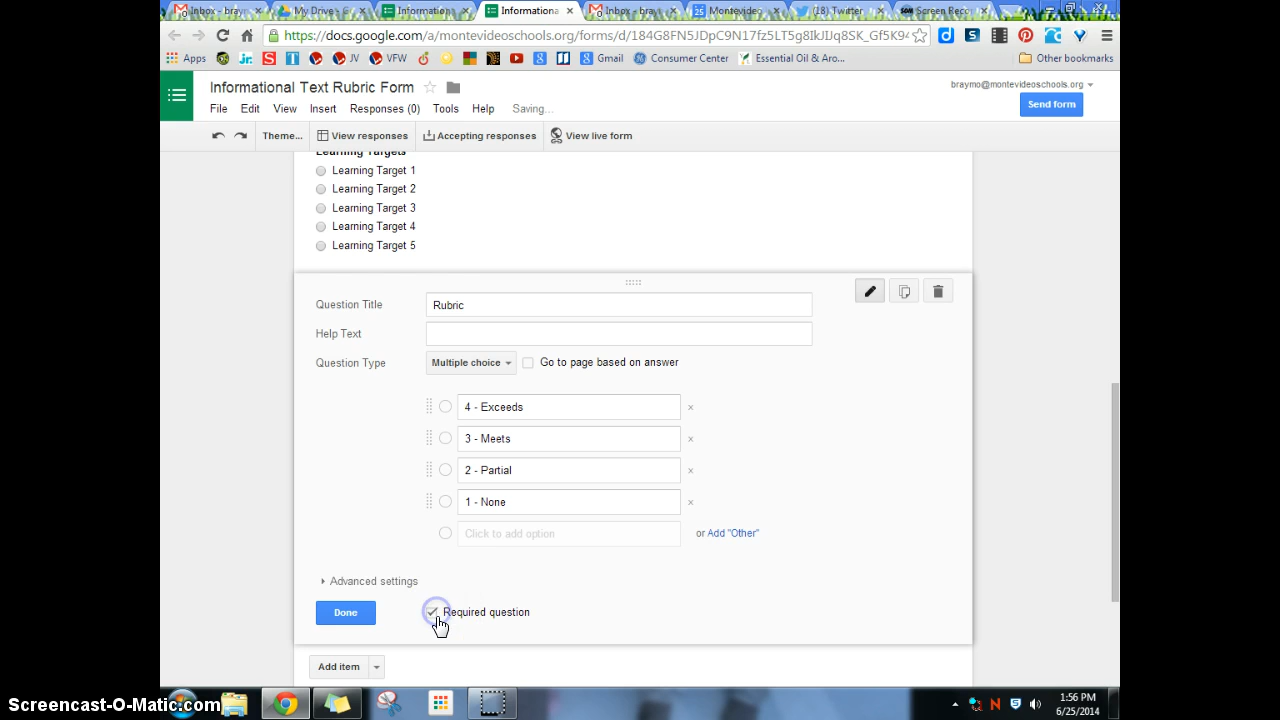 Inbox - braym
My Drive - G
Informationa
Informationa
Inbox - bray
Montevideo
(18) Twitter
Screen Reco
https://docs.google.com/a/montevideoschools.org/forms/d/184G8FN5JDpC9N17fz5LT5g8IkJUq8SK_Gf5K94
Apps
JV
VFW
Gmail
Consumer Center
Essential Oil & Aro...
Other bookmarks
Informational Text Rubric Form
braymo@montevideoschools.org
File Edit View Insert Responses (0) Tools Help Saving...
Send form
Theme... View responses Accepting responses View live form
Learning Targets
Learning Target 1
Learning Target 2
Learning Target 3
Learning Target 4
Learning Target 5
Question Title Rubric
Help Text
Question Type Multiple choice Go to page based on answer
4 - Exceeds ×
3 - Meets ×
2 - Partial ×
1 - None ×
Click to add option or Add "Other"
Advanced settings
Done Required question
Add item
Screencast-O-Matic.com
1:56 PM
6/25/2014